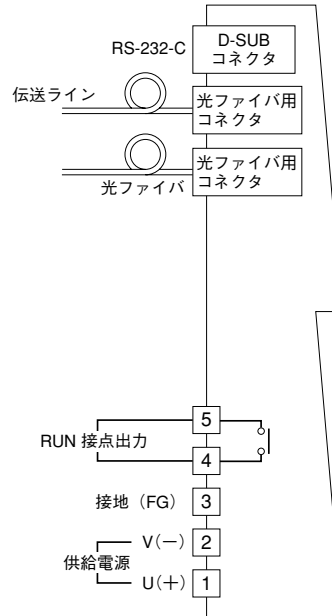 RS-232-C
D-SUB
コネクタ
伝送ライン
光ファイバ用
コネクタ
光ファイバ用
コネクタ
光ファイバ
5
RUN 接点出力
4
接地（FG）
3
V(－)
2
供給電源
U(＋)
1